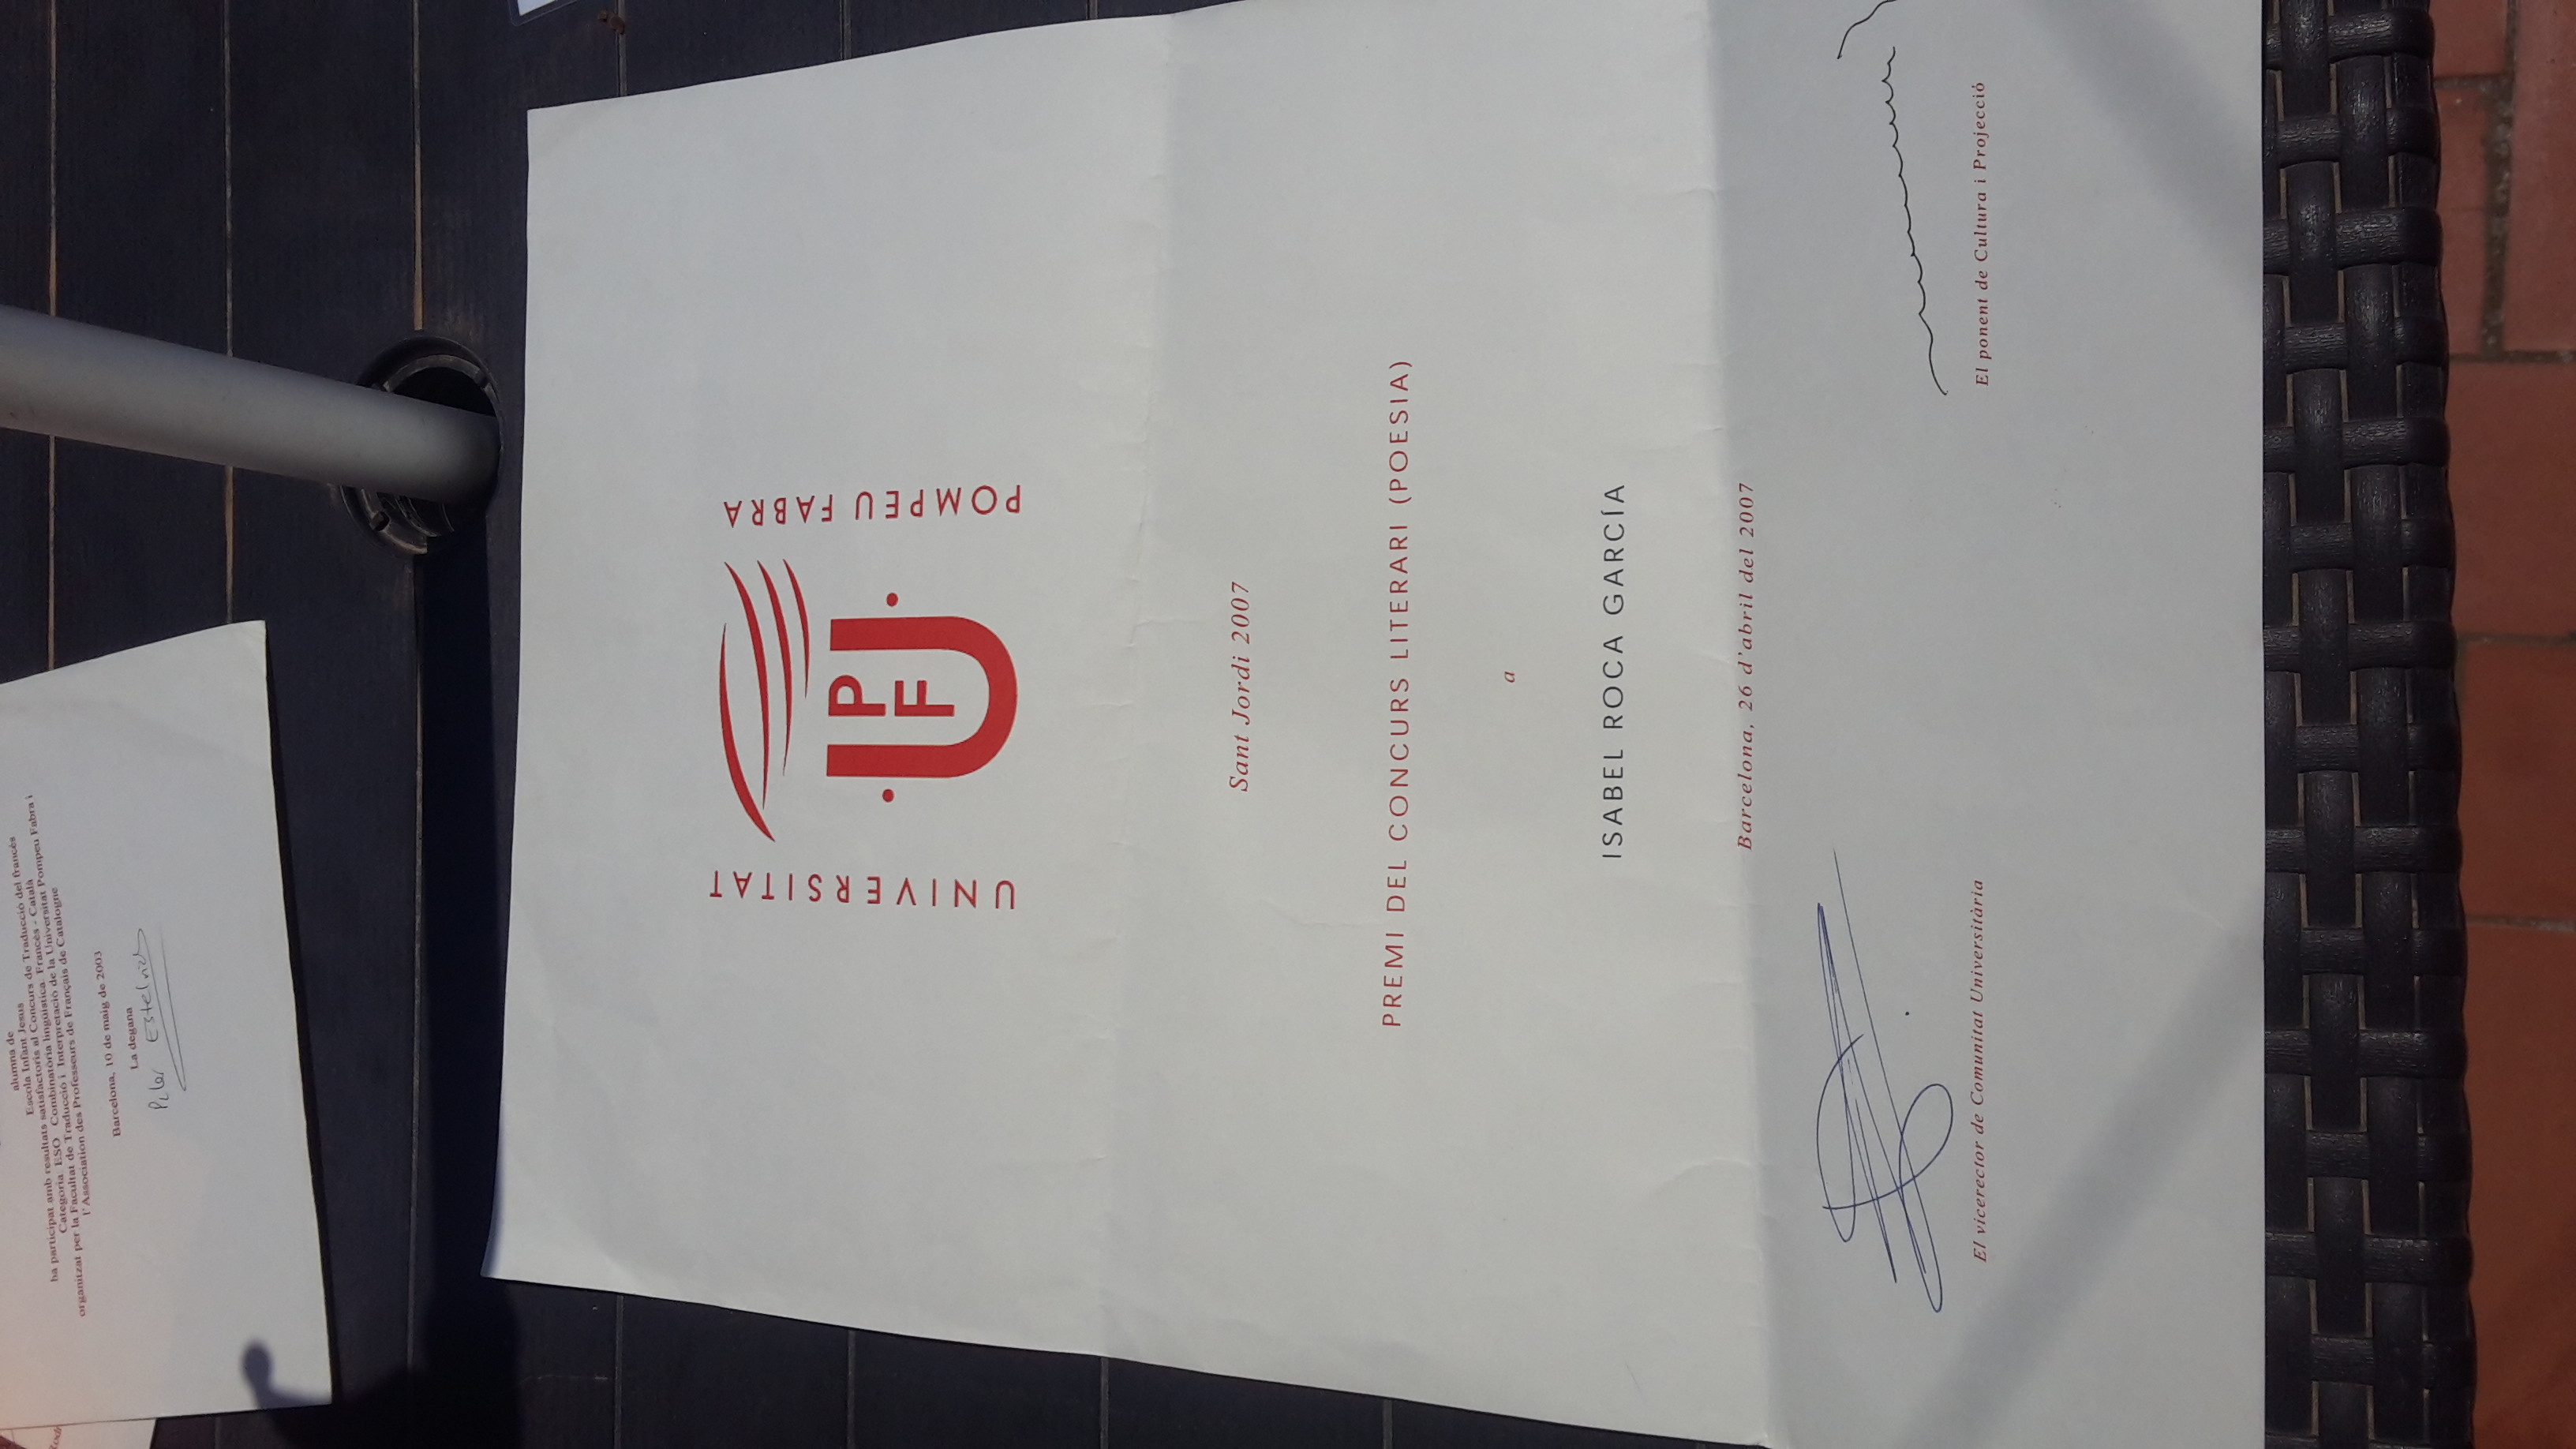 UNIVERSITAT
UPF
POMPEU FABRA
Sant Jordi 2007
PREMI DEL CONCURS LITERARI (POESIA)
a
ISABEL ROCA GARCÍA
Barcelona, 26 d'abril del 2007
El vicerector de Comunitat Universitària
El ponent de Cultura i Projecció
alumna de
Escola Infant Jesus
ha participat amb resultats satisfactoris al Concurs de Traducció del francès
Categoria ESO Combinatòria lingüística Francès - Català
organitzat per la Facultat de Traducció i Interpretació de la Universitat Pompeu Fabra i
l'Association des Professeurs de Français de Catalogne
Barcelona, 10 de maig de 2003
La degana
Pilar Estelrich